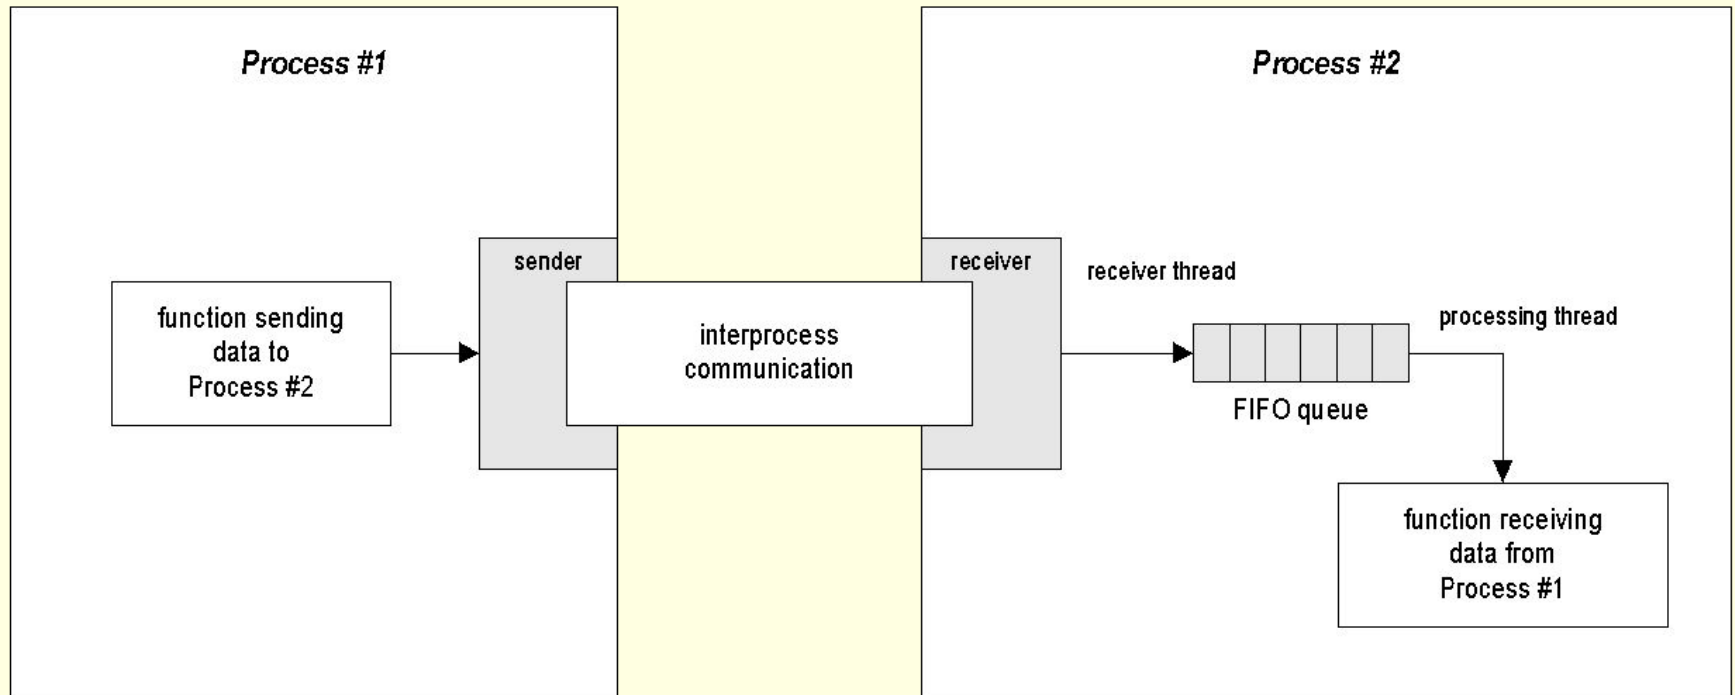 Process #1
Process #2
sender
receiver
receiver thread
function sending
data to
Process #2
interprocess
communication
processing thread
FIFO queue
function receiving
data from
Process #1